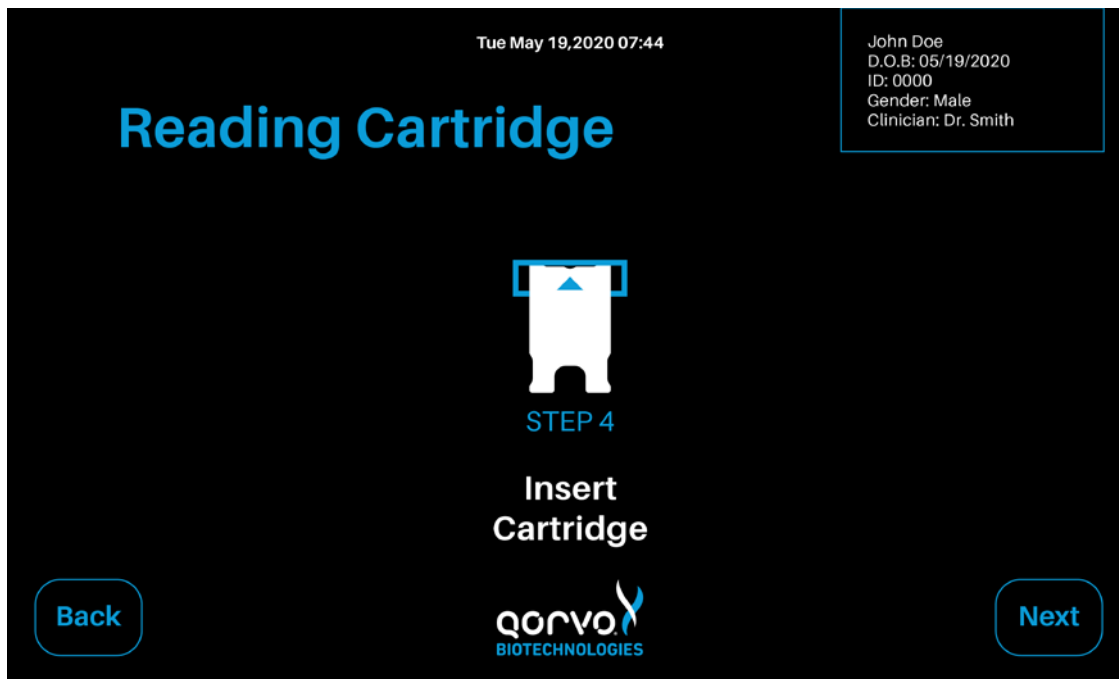 Tue May 19,2020 07:44
John Doe
D.O.B: 05/19/2020
ID: 0000
Gender: Male
Clinician: Dr. Smith
Reading Cartridge
STEP 4
Insert
Cartridge
Back
QORVO.
BIOTECHNOLOGIES
Next